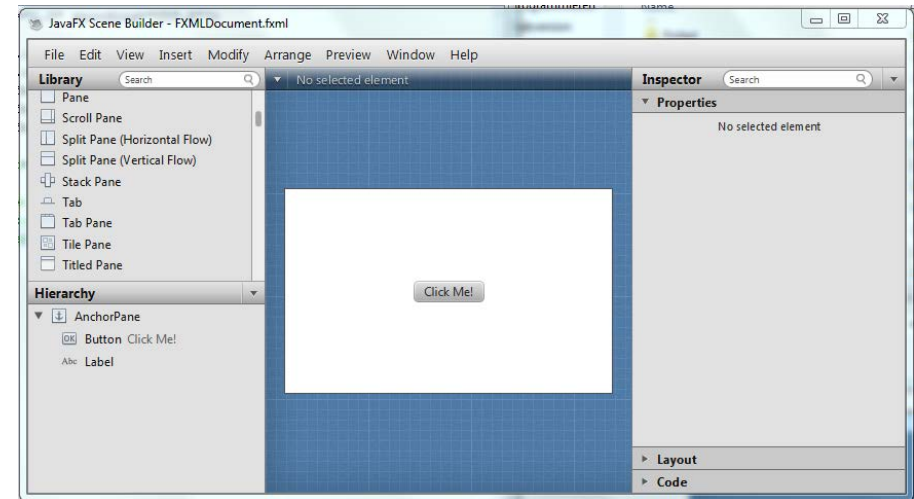 JavaFX Scene Builder - FXMLDocument.fxml
File Edit View Insert Modify Arrange Preview Window Help
Library Search
No selected element
Inspector Search
Pane
Scroll Pane
Split Pane (Horizontal Flow)
Split Pane (Vertical Flow)
Stack Pane
Tab
Tab Pane
Tile Pane
Titled Pane
Hierarchy
AnchorPane
OK Button Click Me!
Abc Label
Click Me!
Properties
No selected element
Layout
Code